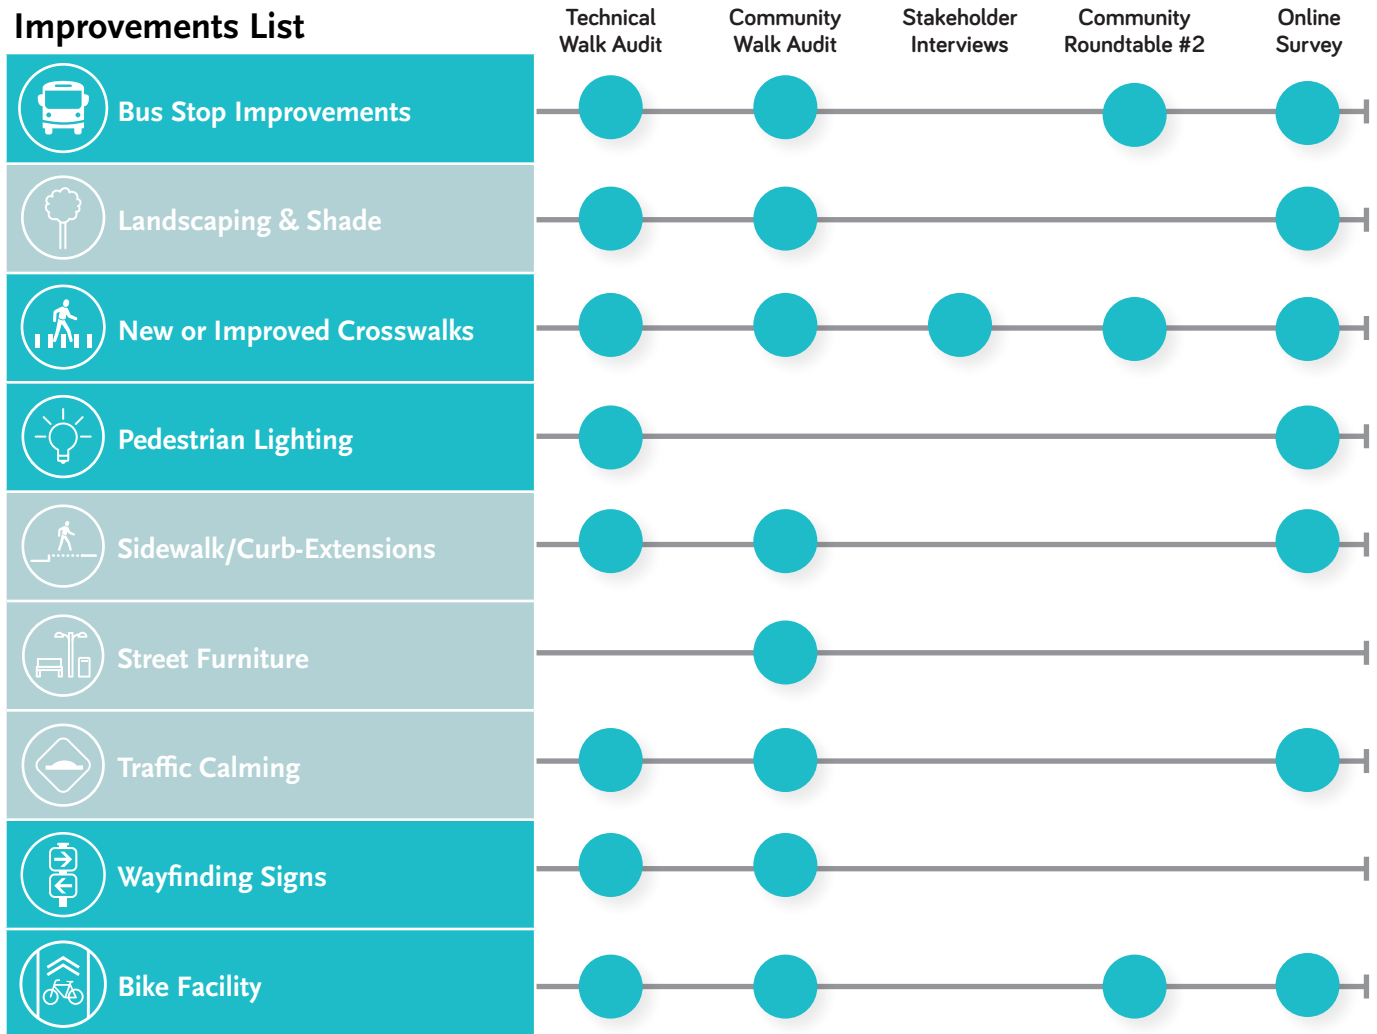 Improvements List
Technical
Walk Audit
Community
Walk Audit
Stakeholder
Interviews
Community
Roundtable #2
Online
Survey
Bus Stop Improvements
Landscaping & Shade
New or Improved Crosswalks
Pedestrian Lighting
Sidewalk/Curb-Extensions
Street Furniture
Traffic Calming
Wayfinding Signs
Bike Facility